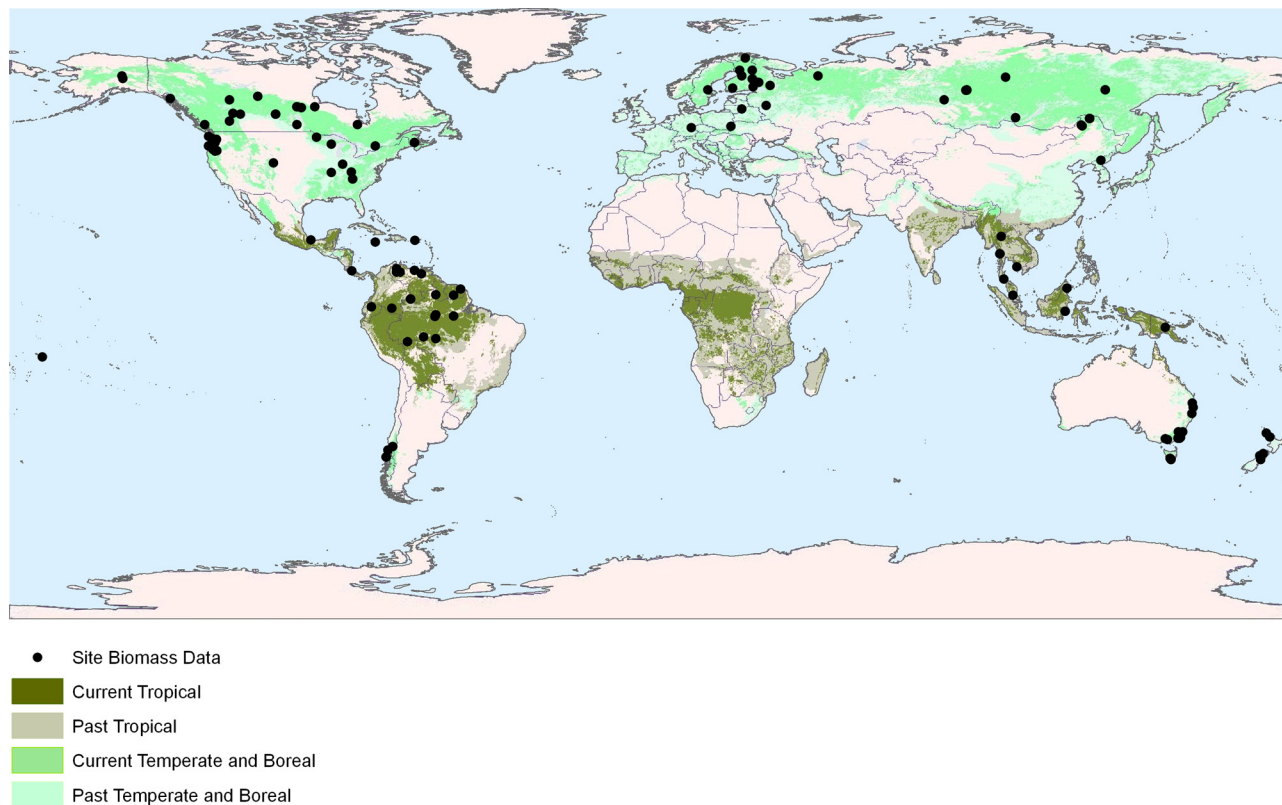 Site Biomass Data
Current Tropical
Past Tropical
Current Temperate and Boreal
Past Temperate and Boreal